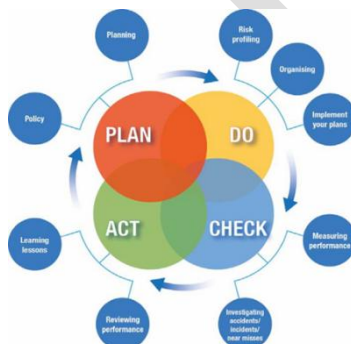 Planning
Risk
profiling
Organising
Policy
PLAN
DO
Implement
your plans
Learning
lessons
ACT
CHECK
Measuring
performance
Reviewing
performance
Investigating
accidents/
incidents/
near misses